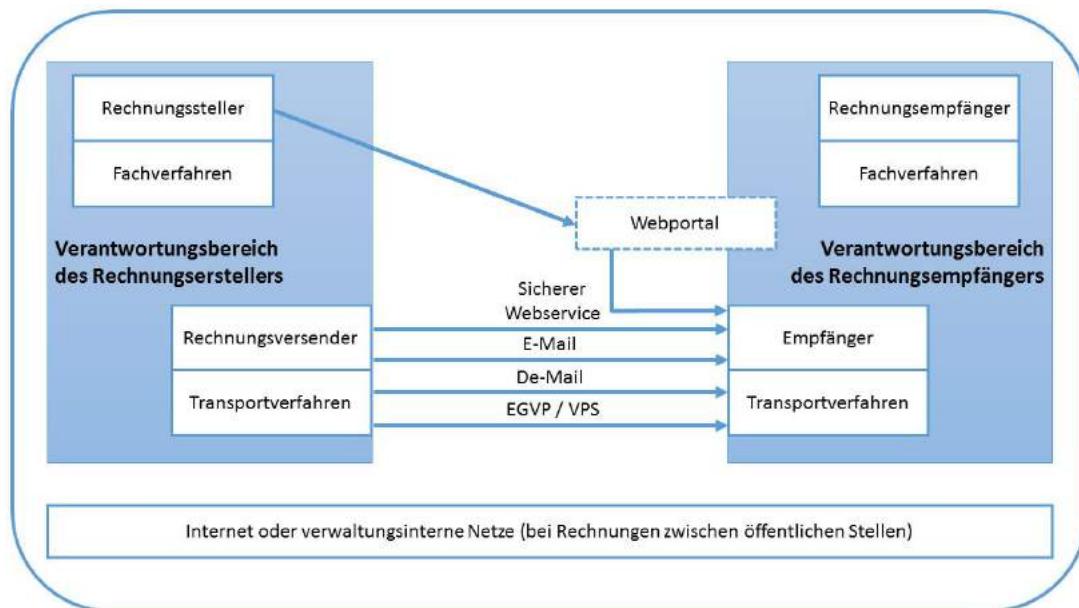 Rechnungssteller
Fachverfahren
Verantwortungsbereich
des Rechnungserstellers
Rechnungsversender
Transportverfahren
Webportal
Sicherer
Webservice
E-Mail
De-Mail
EGVP / VPS
Rechnungsempfänger
Fachverfahren
Verantwortungsbereich
des Rechnungsempfängers
Empfänger
Transportverfahren
Internet oder verwaltungsinterne Netze (bei Rechnungen zwischen öffentlichen Stellen)